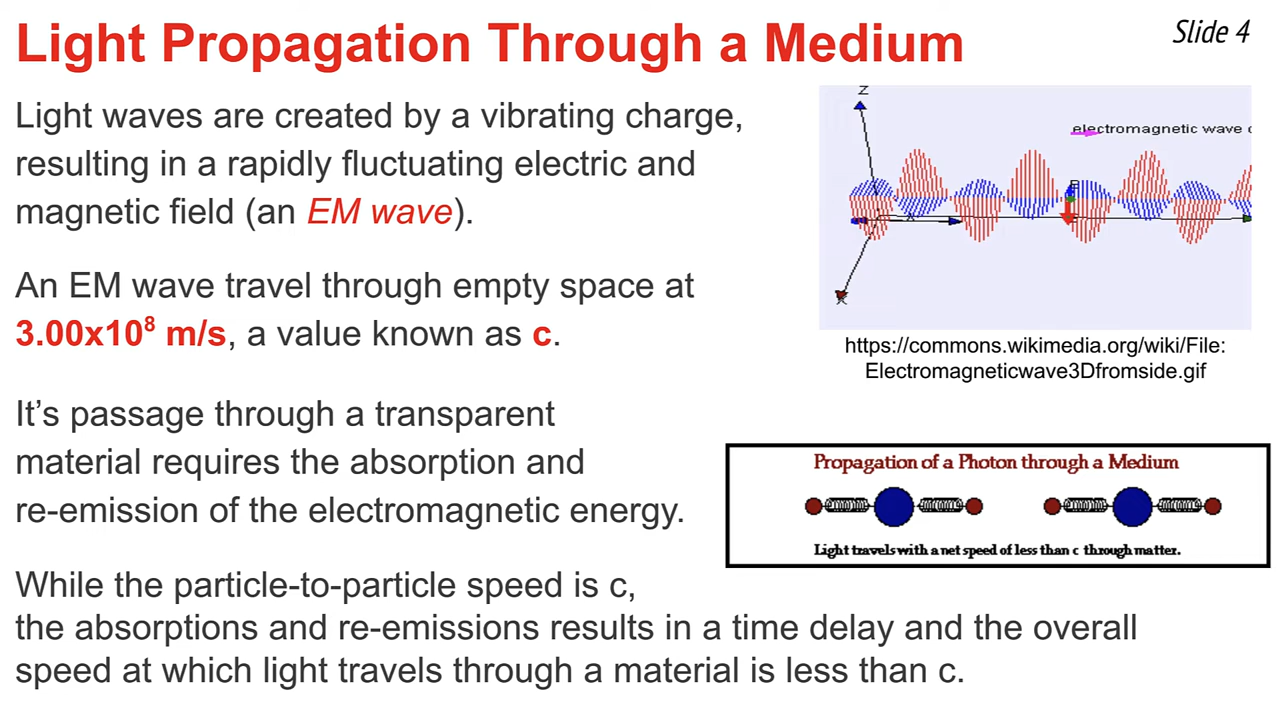 Light Propagation Through a Medium
Slide 4
Light waves are created by a vibrating charge,
resulting in a rapidly fluctuating electric and
magnetic field (an EM wave).
An EM wave travel through empty space at
3.00x10⁸ m/s, a value known as c.
It's passage through a transparent
material requires the absorption and
re-emission of the electromagnetic energy.
While the particle-to-particle speed is c,
the absorptions and re-emissions results in a time delay and the overall
speed at which light travels through a material is less than c.
Z
electromagnetic wave
X
https://commons.wikimedia.org/wiki/File:
Electromagneticwave3Dfromside.gif
Propagation of a Photon through a Medium
Light travels with a net speed of less than c through matter.